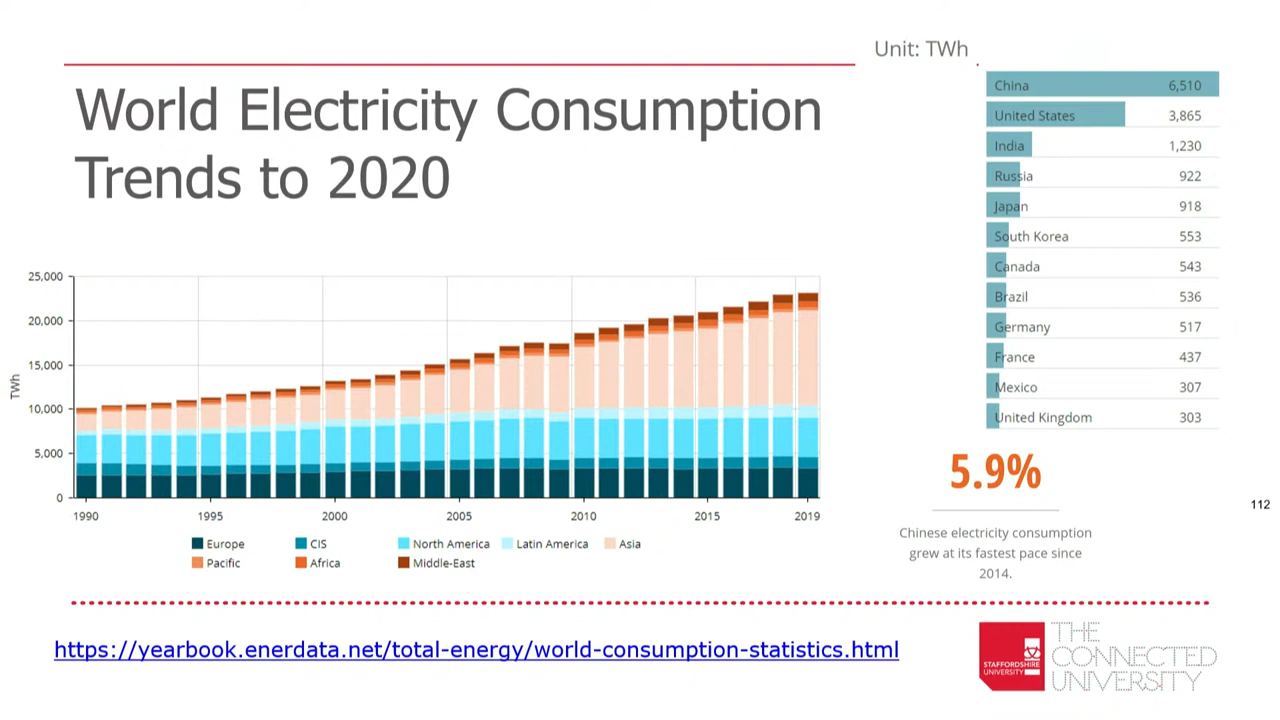 Unit: TWh
World Electricity Consumption
Trends to 2020
China 6,510
United States 3,865
India 1,230
Russia 922
Japan 918
South Korea 553
Canada 543
Brazil 536
Germany 517
France 437
Mexico 307
United Kingdom 303
25,000
20,000
15,000
10,000
5,000
0
TWh
1990 1995 2000 2005 2010 2015 2019
Europe CIS North America Latin America Asia
Pacific Africa Middle-East
5.9%
Chinese electricity consumption
grew at its fastest pace since
2014.
112
https://yearbook.enerdata.net/total-energy/world-consumption-statistics.html
STAFFORDSHIRE
UNIVERSITY
THE
CONNECTED
UNIVERSITY